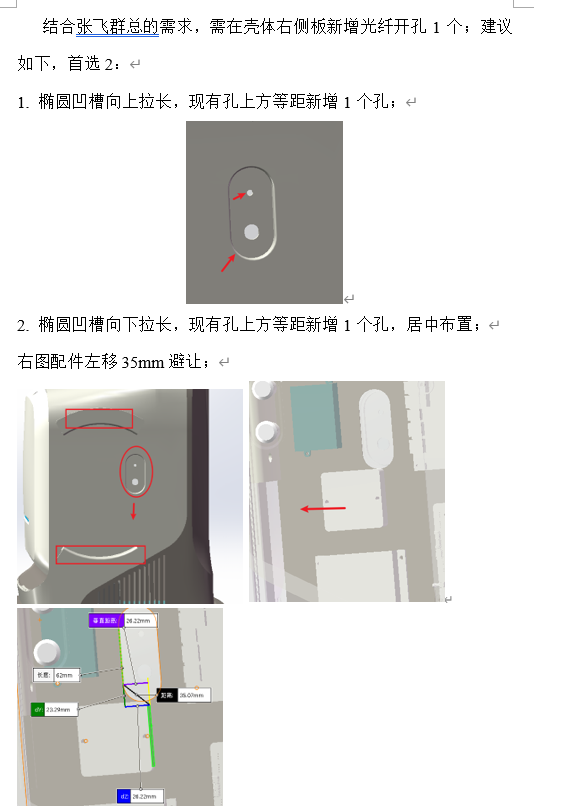 结合张飞群总的需求，需在壳体右侧板新增光纤开孔 1 个；建议
如下，首选 2：
1. 椭圆凹槽向上拉长，现有孔上方等距新增 1 个孔；
2. 椭圆凹槽向下拉长，现有孔上方等距新增 1 个孔，居中布置；
右图配件左移 35mm 避让；
垂直距离: 26.22mm
长度: 62mm
距离: 35.07mm
dY: 23.29mm
dZ: 26.22mm